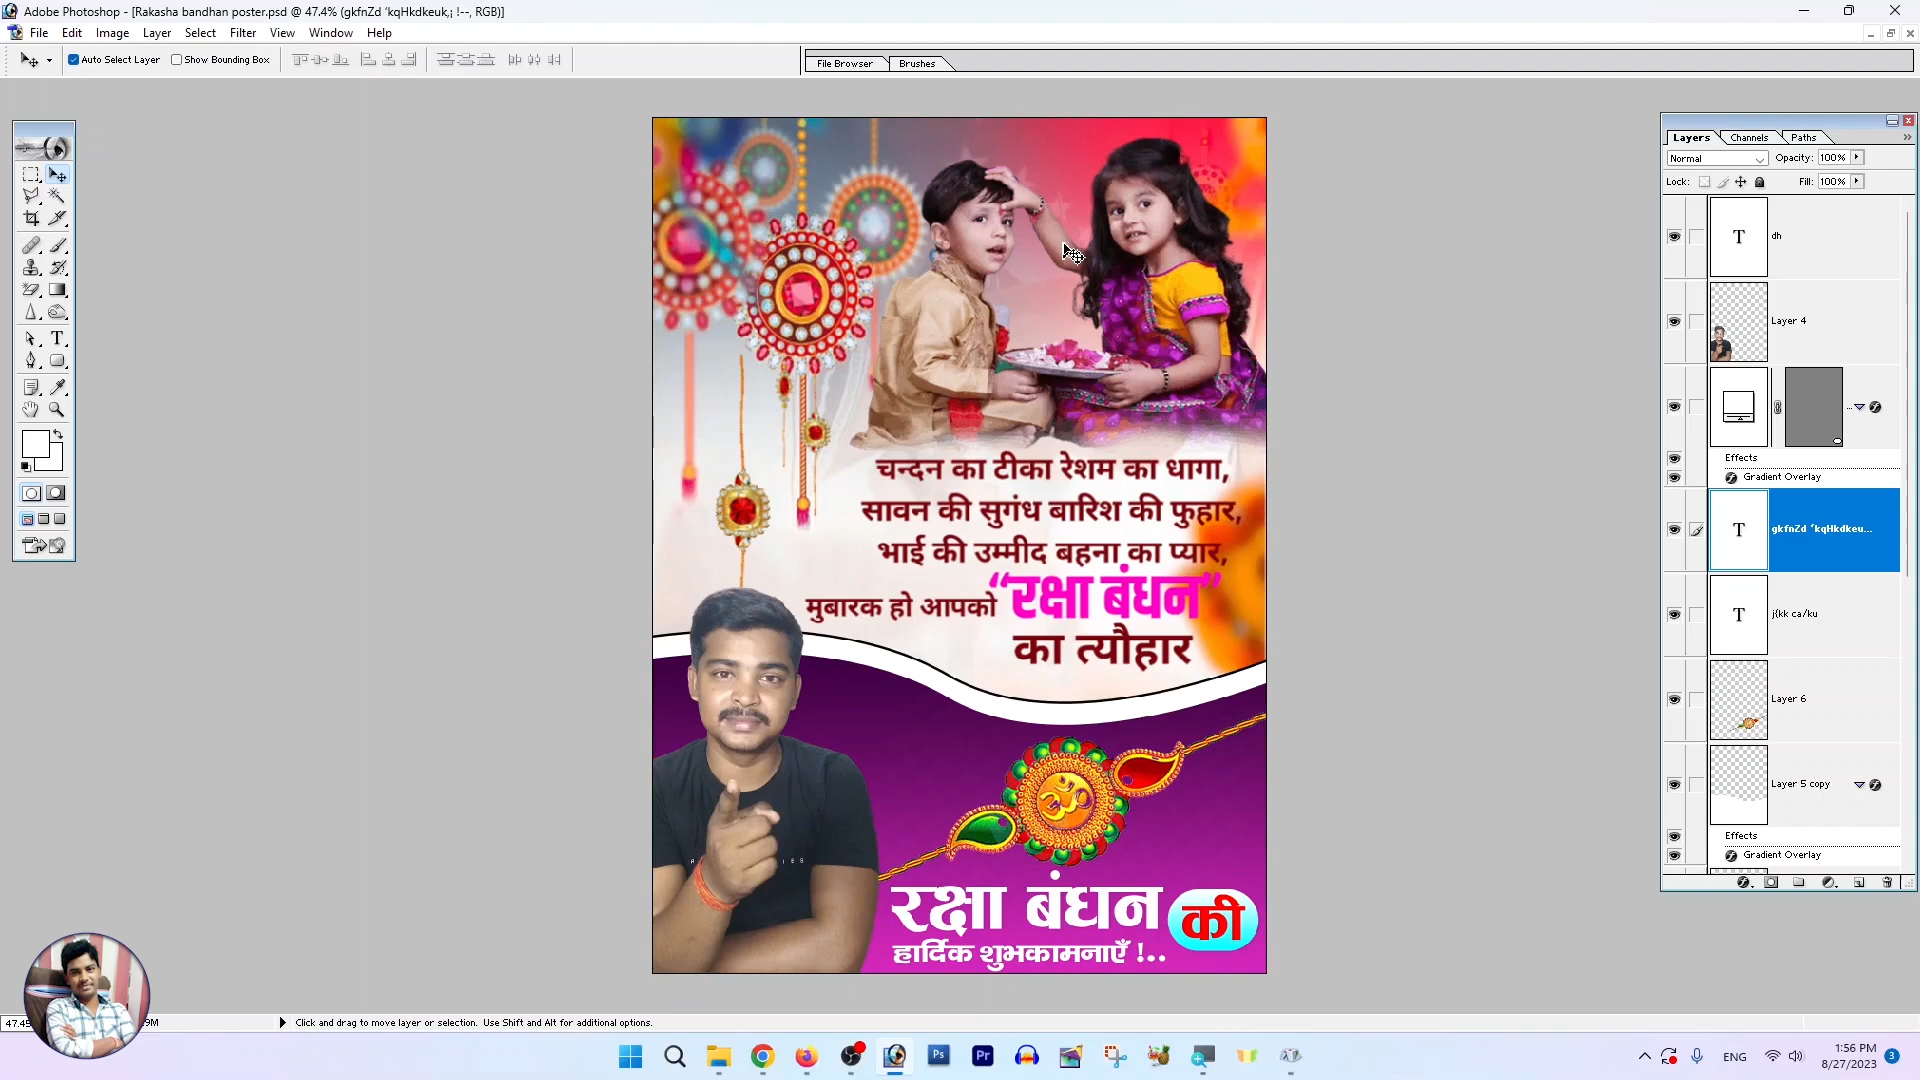 Adobe Photoshop - [Rakasha bandhan poster.psd @ 47.4% (gkfnZd ‘kqHkdkeuk,¡ !--, RGB)]
File Edit Image Layer Select Filter View Window Help
Auto Select Layer Show Bounding Box
File Browser Brushes
Layers Channels Paths
Normal Opacity: 100%
Lock: Fill: 100%
T dh
Layer 4
Effects
Gradient Overlay
T gkfnZd ‘kqHkdkeu...
T j{kk ca/ku
Layer 6
Layer 5 copy
Effects
Gradient Overlay
चन्दन का टीका रेशम का धागा,
सावन की सुगंध बारिश की फुहार,
भाई की उम्मीद बहना का प्यार,
मुबारक हो आपको “रक्षा बंधन”
का त्यौहार
रक्षा बंधन की
हार्दिक शुभकामनाएँ !..
Click and drag to move layer or selection. Use Shift and Alt for additional options.
Ps Pr
ENG
1:56 PM
8/27/2023
3